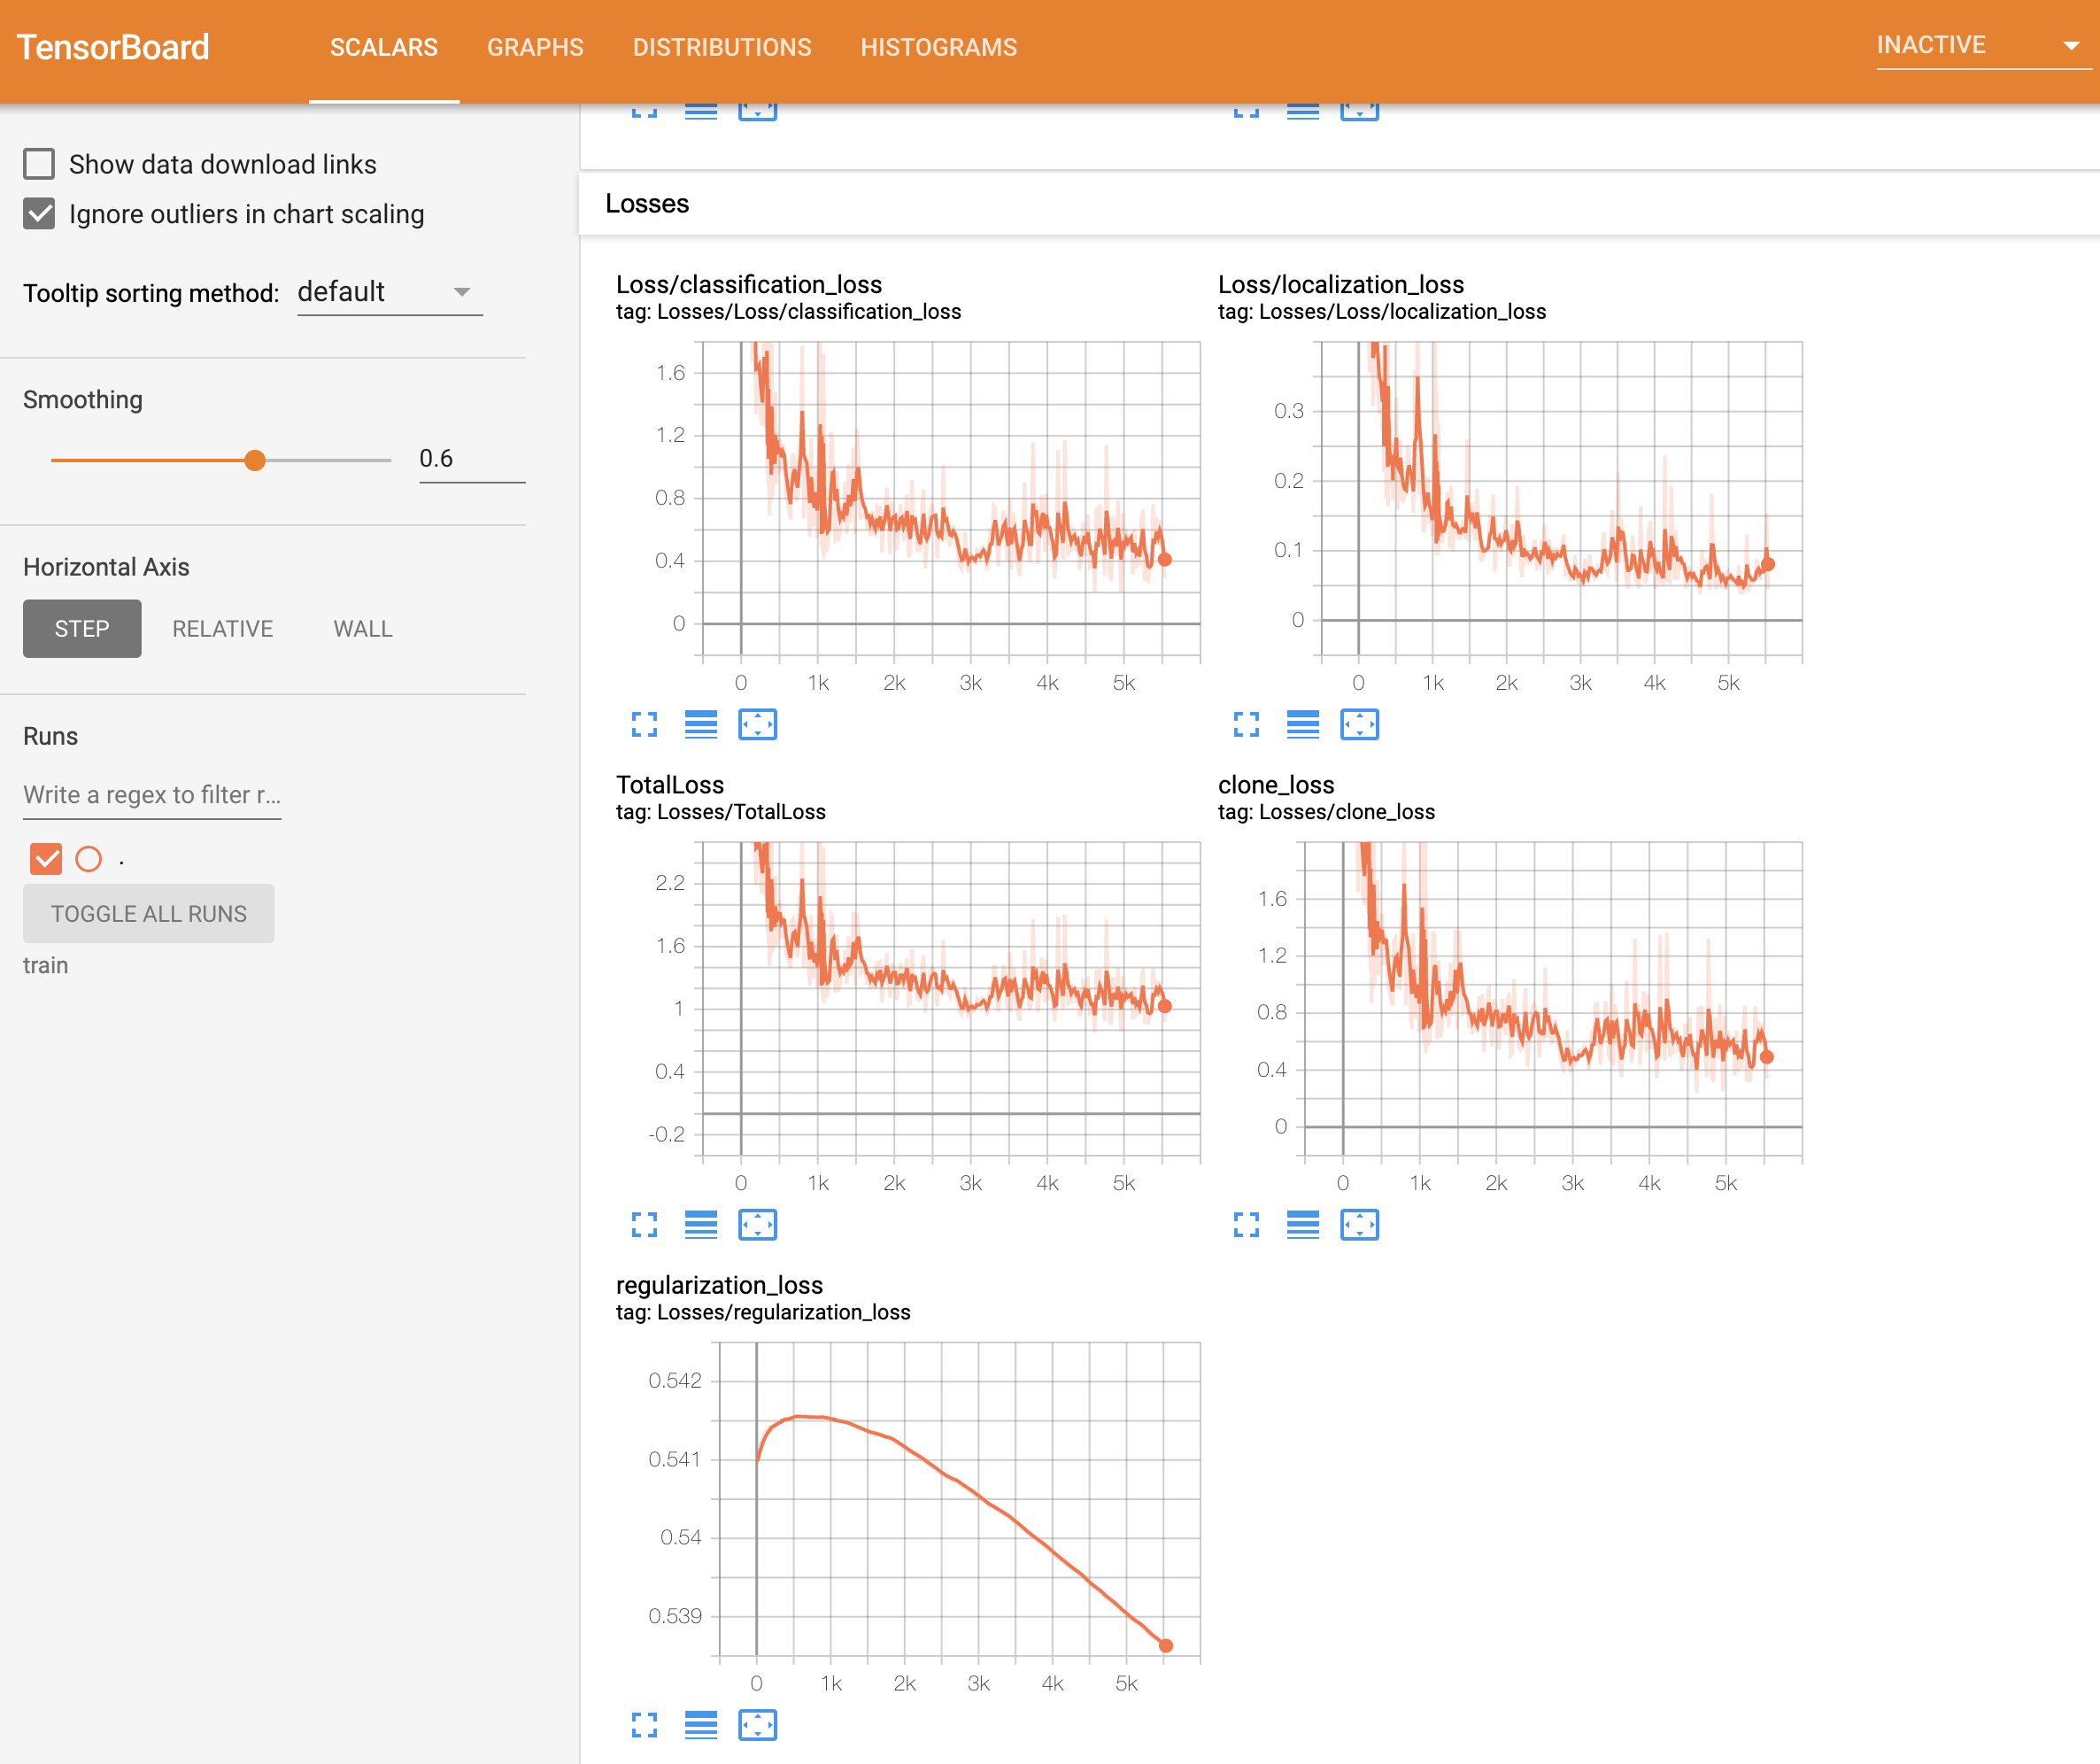 TensorBoard
SCALARS GRAPHS DISTRIBUTIONS HISTOGRAMS
INACTIVE
Show data download links
Ignore outliers in chart scaling
Tooltip sorting method: default
Smoothing
0.6
Horizontal Axis
STEP RELATIVE WALL
Runs
Write a regex to filter r...
.
TOGGLE ALL RUNS
train
Losses
Loss/classification_loss
tag: Losses/Loss/classification_loss
1.6
1.2
0.8
0.4
0
0 1k 2k 3k 4k 5k
Loss/localization_loss
tag: Losses/Loss/localization_loss
0.3
0.2
0.1
0
0 1k 2k 3k 4k 5k
TotalLoss
tag: Losses/TotalLoss
2.2
1.6
1
0.4
-0.2
0 1k 2k 3k 4k 5k
clone_loss
tag: Losses/clone_loss
1.6
1.2
0.8
0.4
0
0 1k 2k 3k 4k 5k
regularization_loss
tag: Losses/regularization_loss
0.542
0.541
0.54
0.539
0 1k 2k 3k 4k 5k